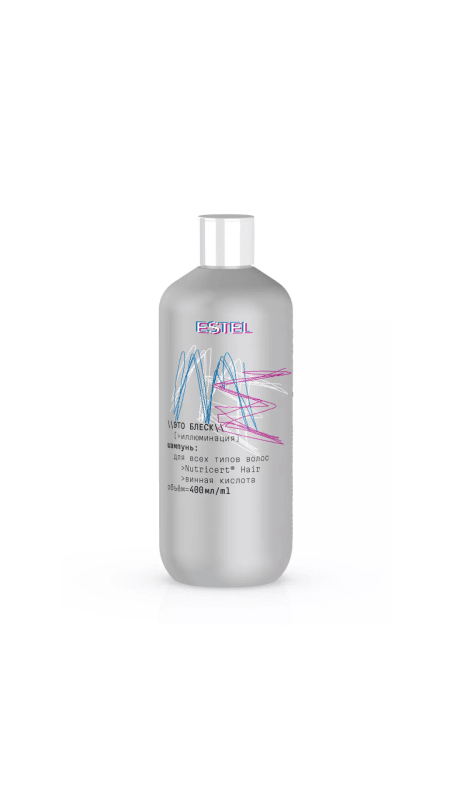 ESTEL
\\ЭТО БЛЕСК\\
[>иллюминация]
шампунь:
для всех типов волос
>Nutricert® Hair
>винная кислота
объём=400мл/ml